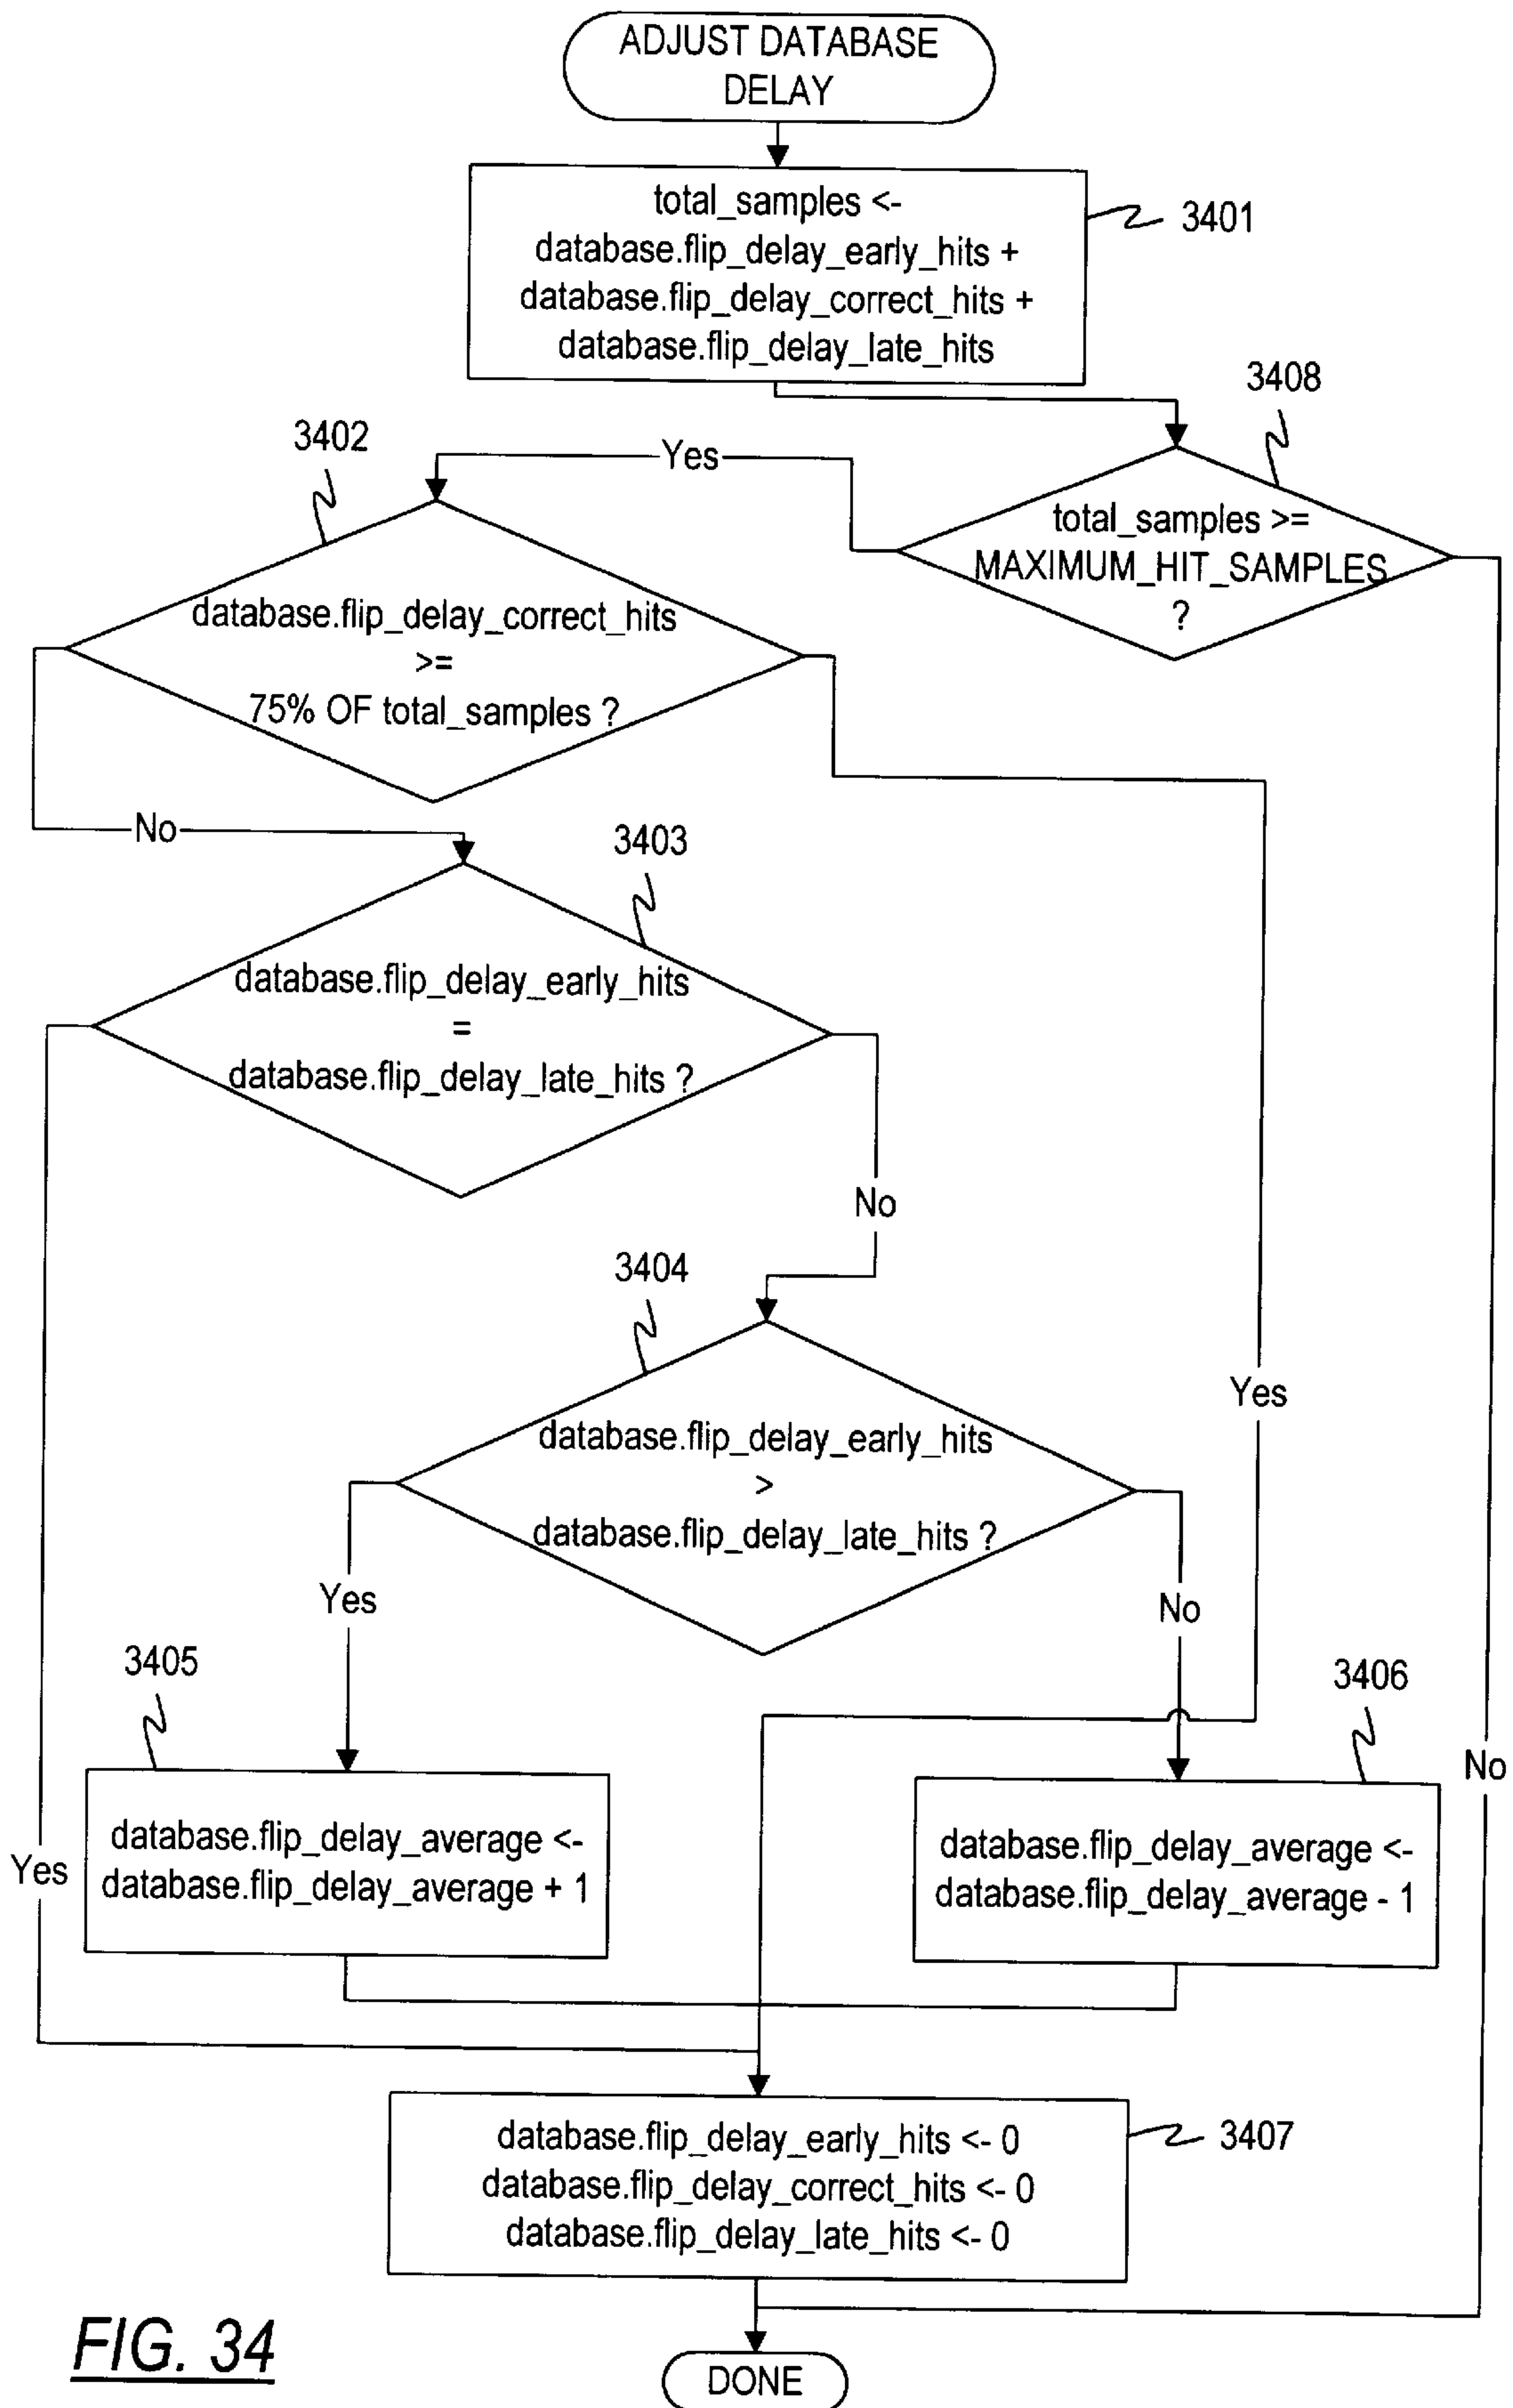 ADJUST DATABASE
DELAY
total_samples <-
database.flip_delay_early_hits +
database.flip_delay_correct_hits +
database.flip_delay_late_hits
3401
3408
3402
Yes
total_samples >=
MAXIMUM_HIT_SAMPLES
?
database.flip_delay_correct_hits
>=
75% OF total_samples ?
No
3403
database.flip_delay_early_hits
=
database.flip_delay_late_hits ?
No
3404
Yes
database.flip_delay_early_hits
>
database.flip_delay_late_hits ?
Yes
No
3405
3406
No
database.flip_delay_average <-
database.flip_delay_average + 1
database.flip_delay_average <-
database.flip_delay_average - 1
Yes
database.flip_delay_early_hits <- 0
database.flip_delay_correct_hits <- 0
database.flip_delay_late_hits <- 0
3407
FIG. 34
DONE